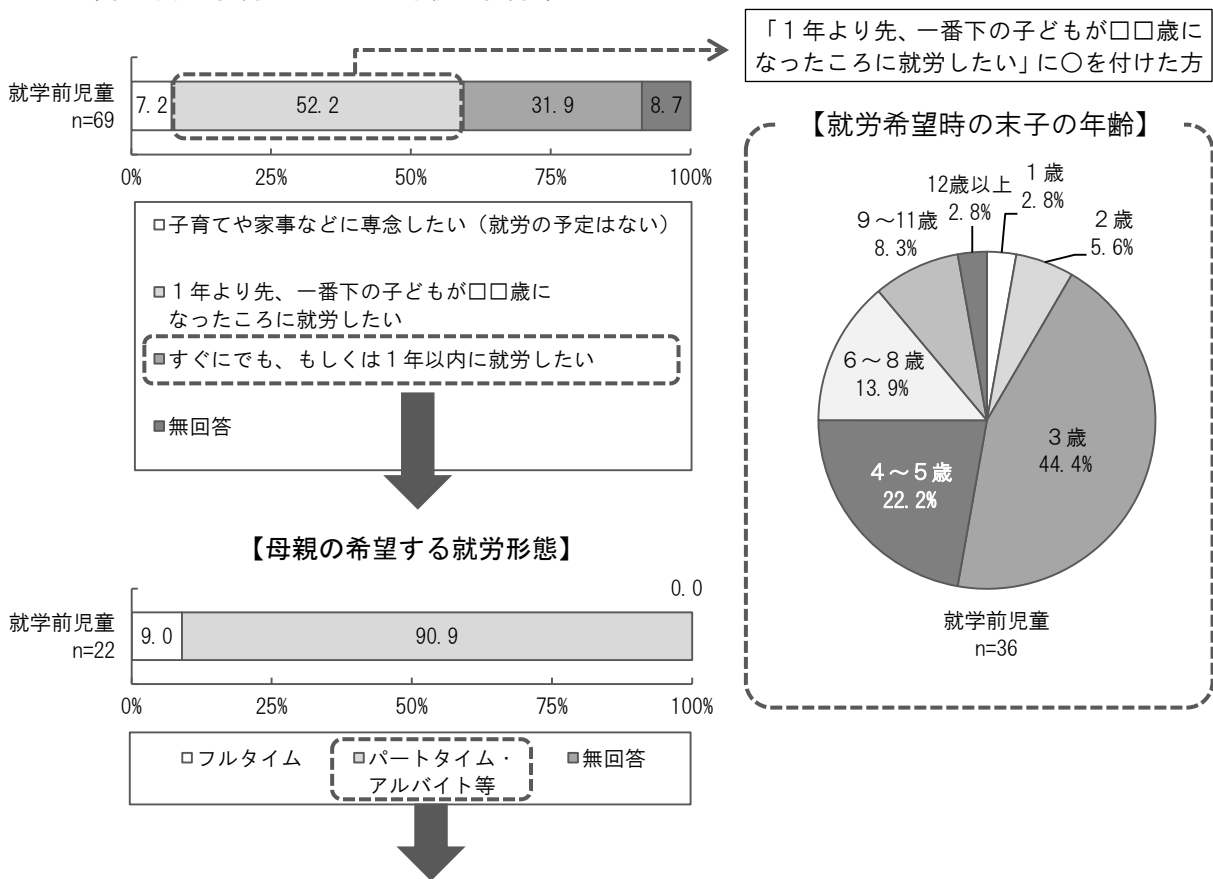 「１年より先、一番下の子どもが□□歳に
なったころに就労したい」に○を付けた方
就学前児童
n=69
7.2
52.2
31.9
8.7
0%
25%
50%
75%
100%
□子育てや家事などに専念したい（就労の予定はない）
１年より先、一番下の子どもが□□歳に
なったころに就労したい
すぐにでも、もしくは１年以内に就労したい
無回答
【就労希望時の末子の年齢】
１歳
2.8%
２歳
5.6%
３歳
44.4%
４～５歳
22.2%
６～８歳
13.9%
９～11歳
8.3%
12歳以上
2.8%
就学前児童
n=36
【母親の希望する就労形態】
就学前児童
n=22
9.0
90.9
0.0
0%
25%
50%
75%
100%
フルタイム
パートタイム・
アルバイト等
無回答